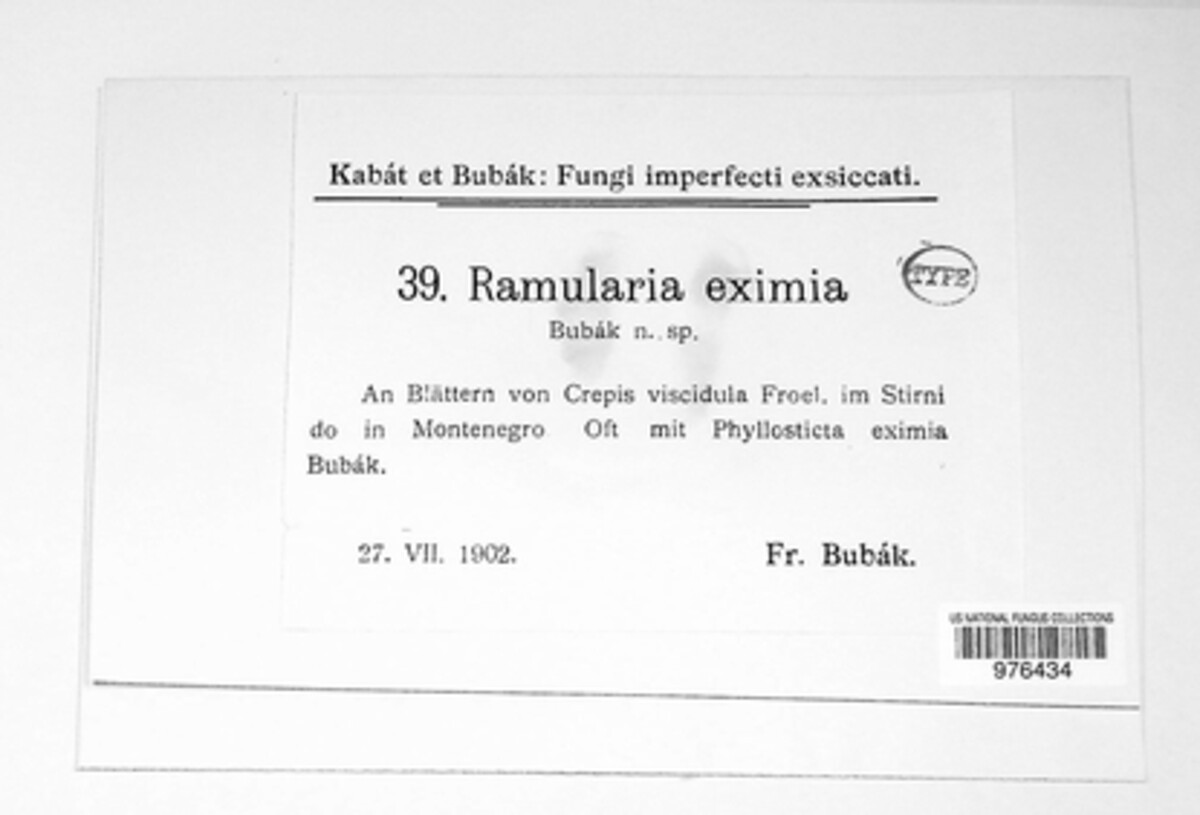 Kabát et Bubák: Fungi imperfecti exsiccati.
39. Ramularia eximia
TYPE
Bubák n. sp.
An Blättern von Crepis viscidula Froel. im Stirni
do in Montenegro Oft mit Phyllosticta eximia
Bubák.
27. VII. 1902.
Fr. Bubák.
US NATIONAL FUNGUS COLLECTIONS
976434